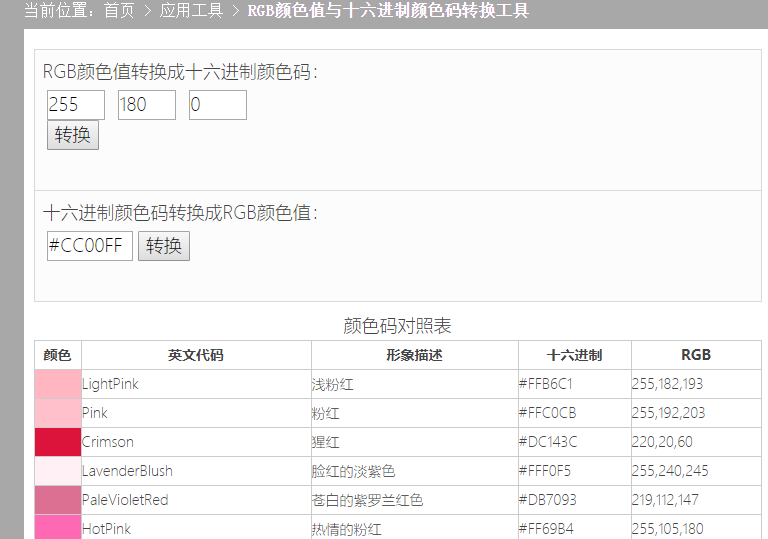 当前位置：首页 > 应用工具 > RGB颜色值与十六进制颜色码转换工具
RGB颜色值转换成十六进制颜色码：
255 180 0
转换
十六进制颜色码转换成RGB颜色值：
#CC00FF 转换
颜色码对照表
颜色 英文代码 形象描述 十六进制 RGB
LightPink 浅粉红 #FFB6C1 255,182,193
Pink 粉红 #FFC0CB 255,192,203
Crimson 猩红 #DC143C 220,20,60
LavenderBlush 脸红的淡紫色 #FFF0F5 255,240,245
PaleVioletRed 苍白的紫罗兰红色 #DB7093 219,112,147
HotPink 热情的粉红 #FF69B4 255,105,180